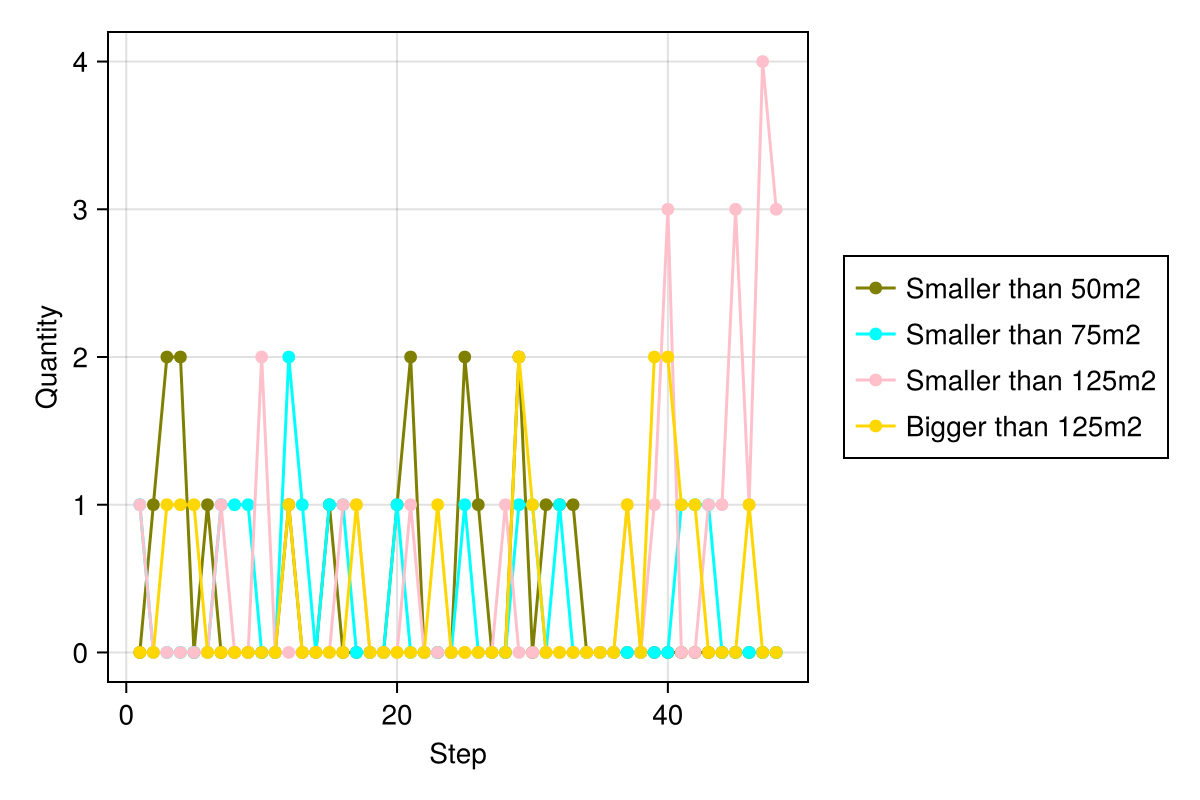 4
3
2
1
0
Quantity
0 20 40
Step
Smaller than 50m2
Smaller than 75m2
Smaller than 125m2
Bigger than 125m2